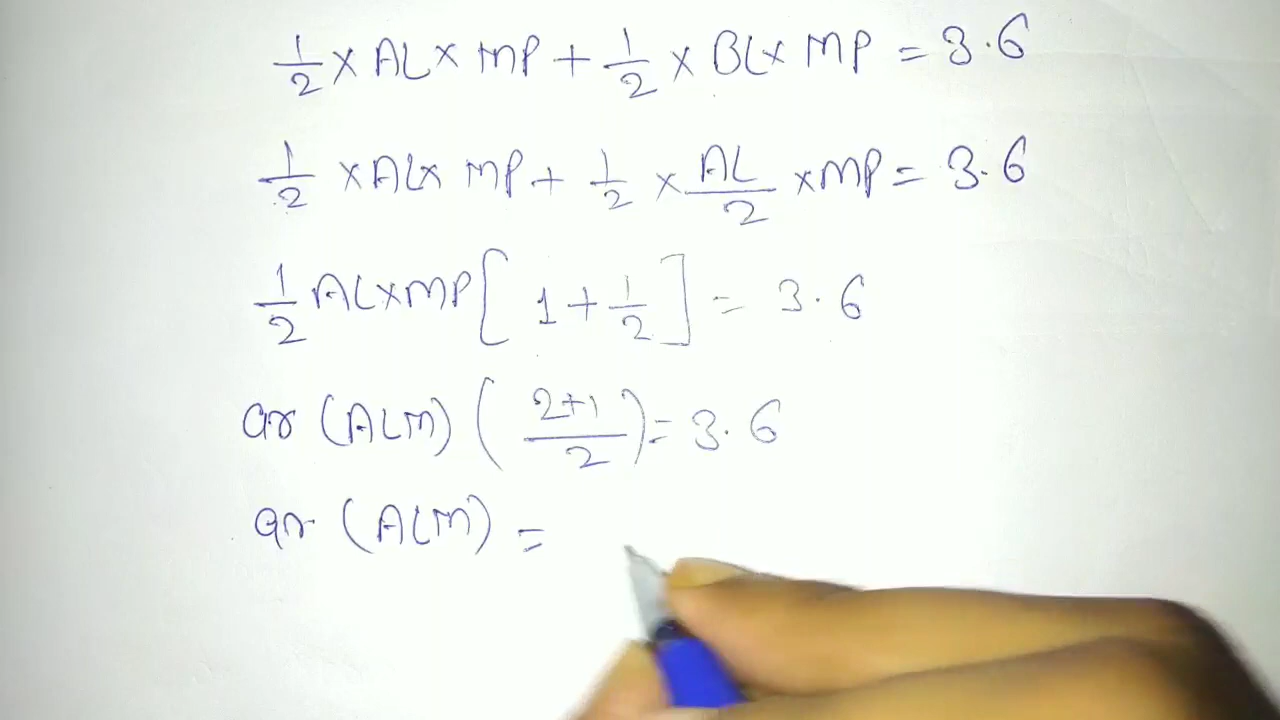 1/2 × AL × MP + 1/2 × BL × MP = 3.6
1/2 × AL × MP + 1/2 × AL/2 × MP = 3.6
1/2 AL × MP [ 1 + 1/2 ] = 3.6
ar (ALM) ( 2+1/2 ) = 3.6
ar (ALM) =